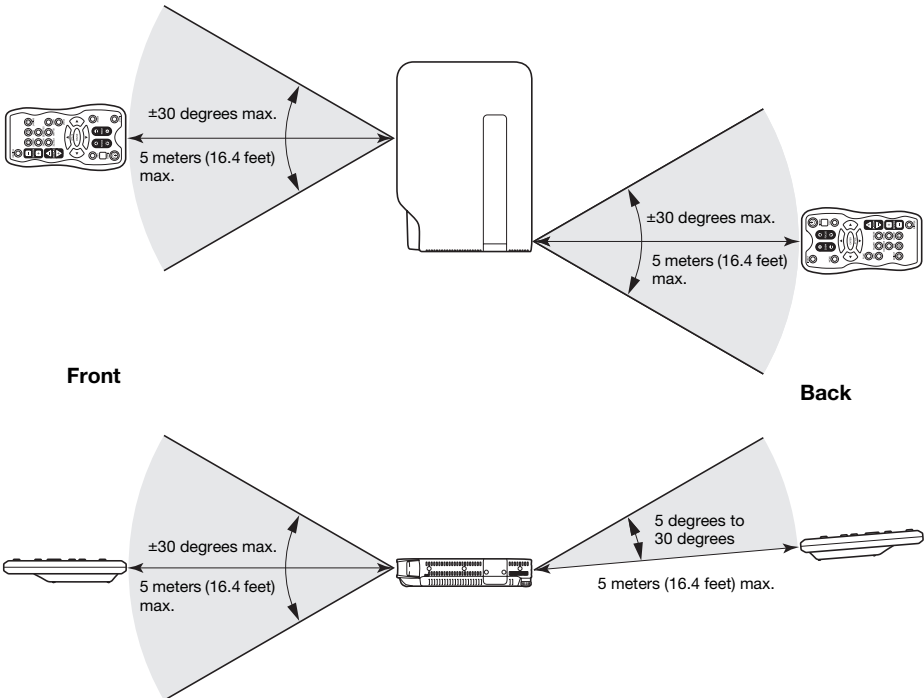 ±30 degrees max.
5 meters (16.4 feet)
max.
±30 degrees max.
5 meters (16.4 feet)
max.
Front
Back
±30 degrees max.
5 meters (16.4 feet)
max.
5 degrees to
30 degrees
5 meters (16.4 feet) max.